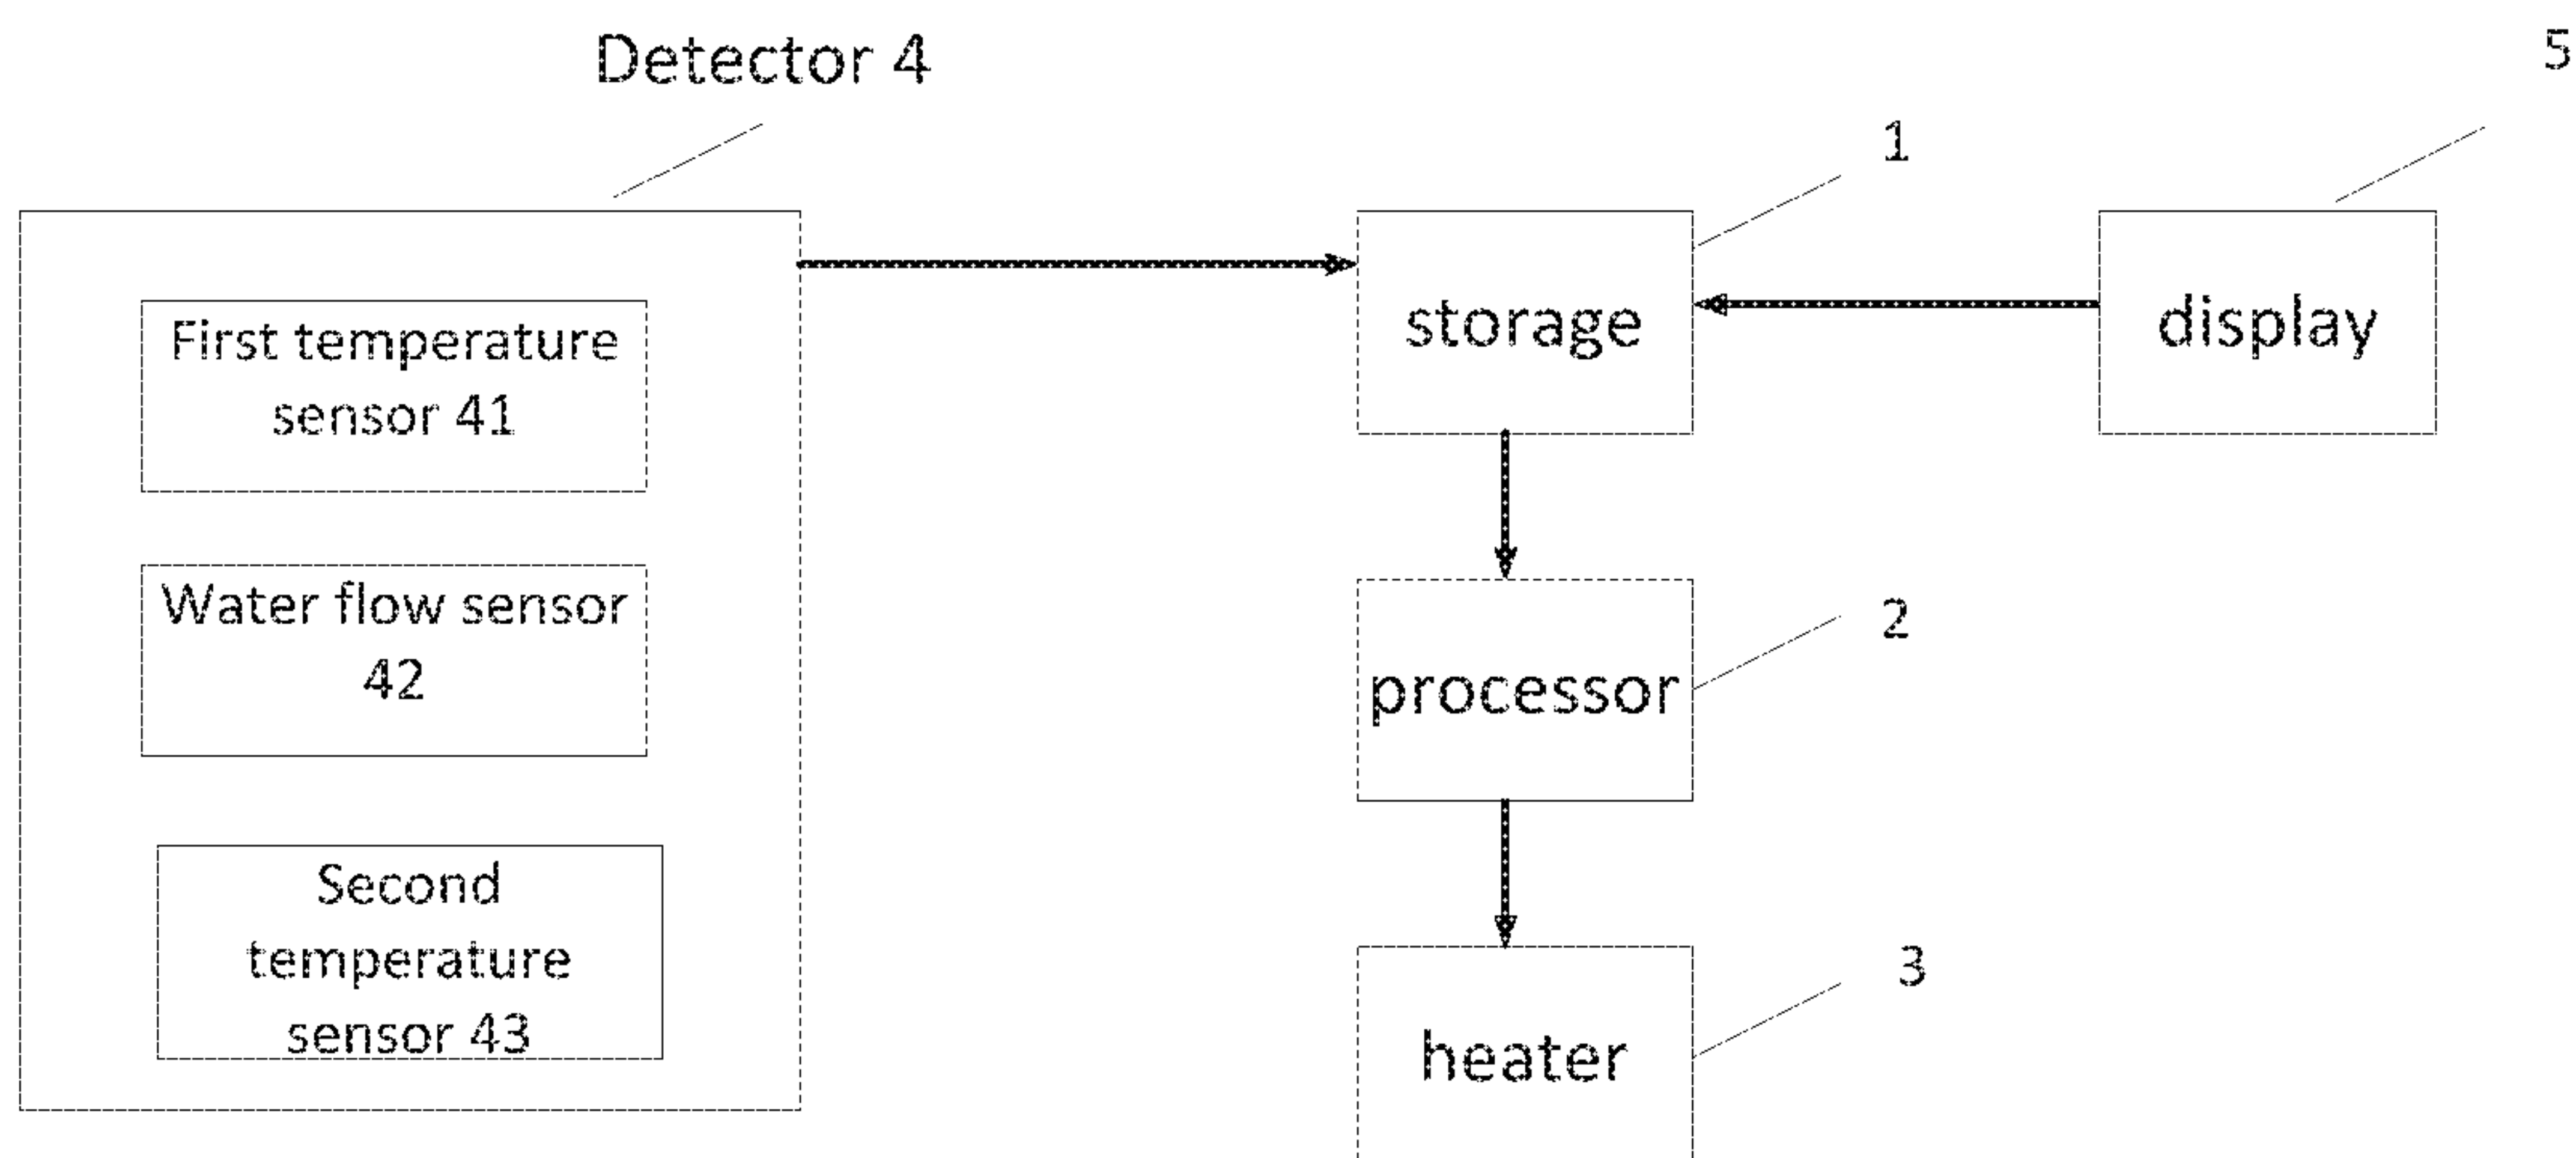 Detector 4
5
1
First temperature
sensor 41
storage
display
Water flow sensor
42
processor
2
Second
temperature
sensor 43
heater
3